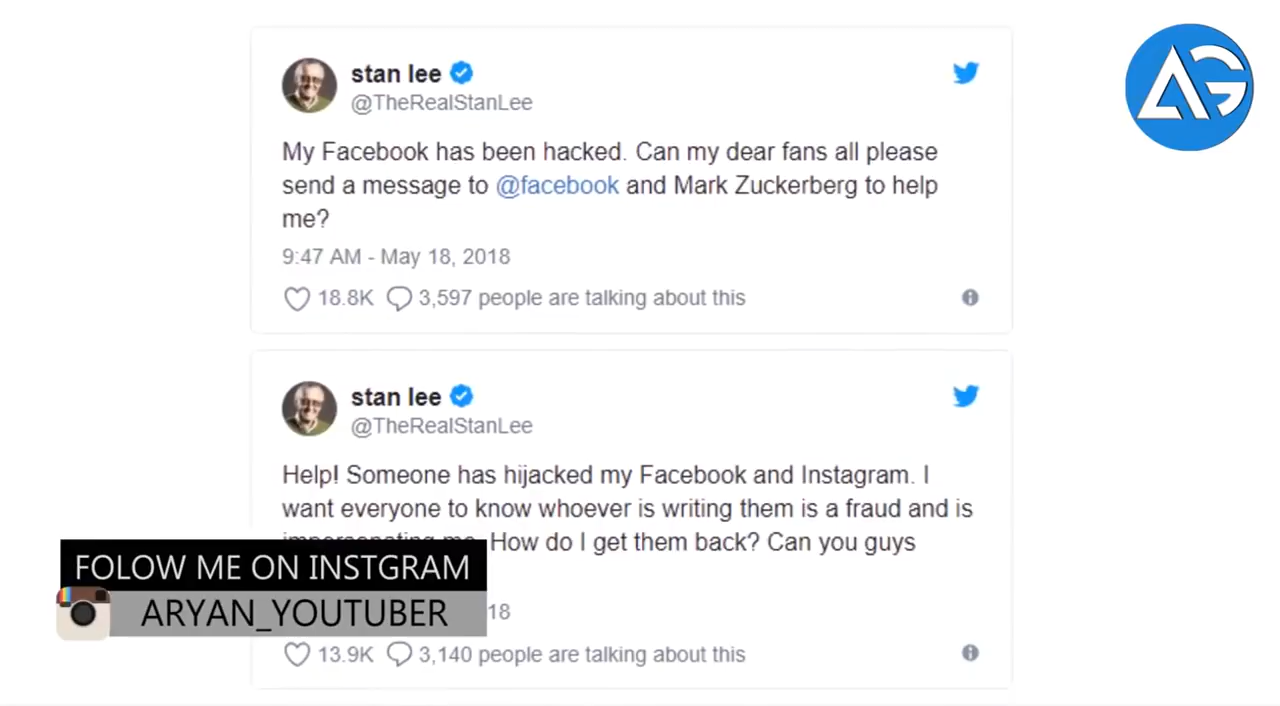 stan lee
@TheRealStanLee
My Facebook has been hacked. Can my dear fans all please
send a message to @facebook and Mark Zuckerberg to help
me?
9:47 AM - May 18, 2018
18.8K 3,597 people are talking about this
stan lee
@TheRealStanLee
Help! Someone has hijacked my Facebook and Instagram. I
want everyone to know whoever is writing them is a fraud and is
How do I get them back? Can you guys
18
13.9K 3,140 people are talking about this
AG
FOLOW ME ON INSTGRAM
ARYAN_YOUTUBER